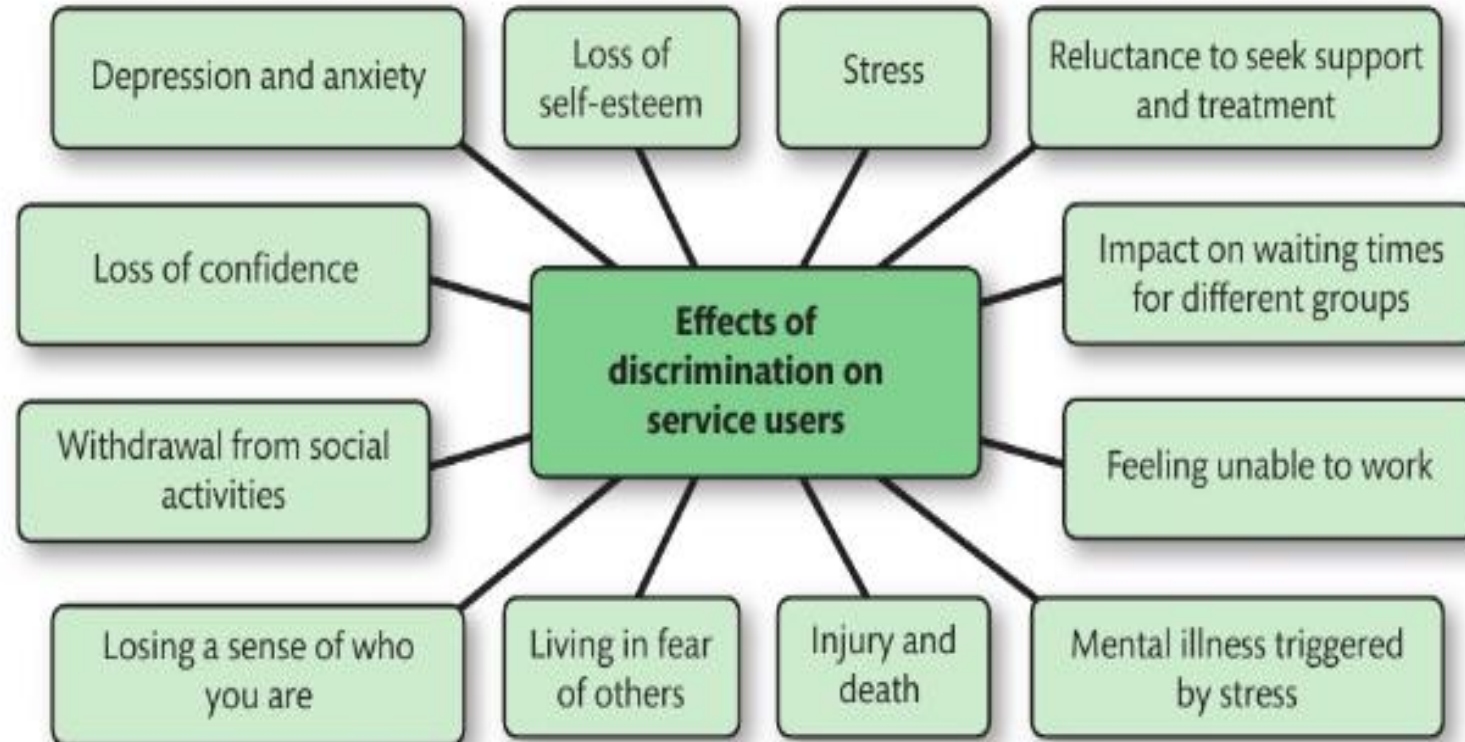 Depression and anxiety
Loss of
self-esteem
Stress
Reluctance to seek support
and treatment
Loss of confidence
Effects of
discrimination on
service users
Impact on waiting times
for different groups
Withdrawal from social
activities
Feeling unable to work
Losing a sense of who
you are
Living in fear
of others
Injury and
death
Mental illness triggered
by stress